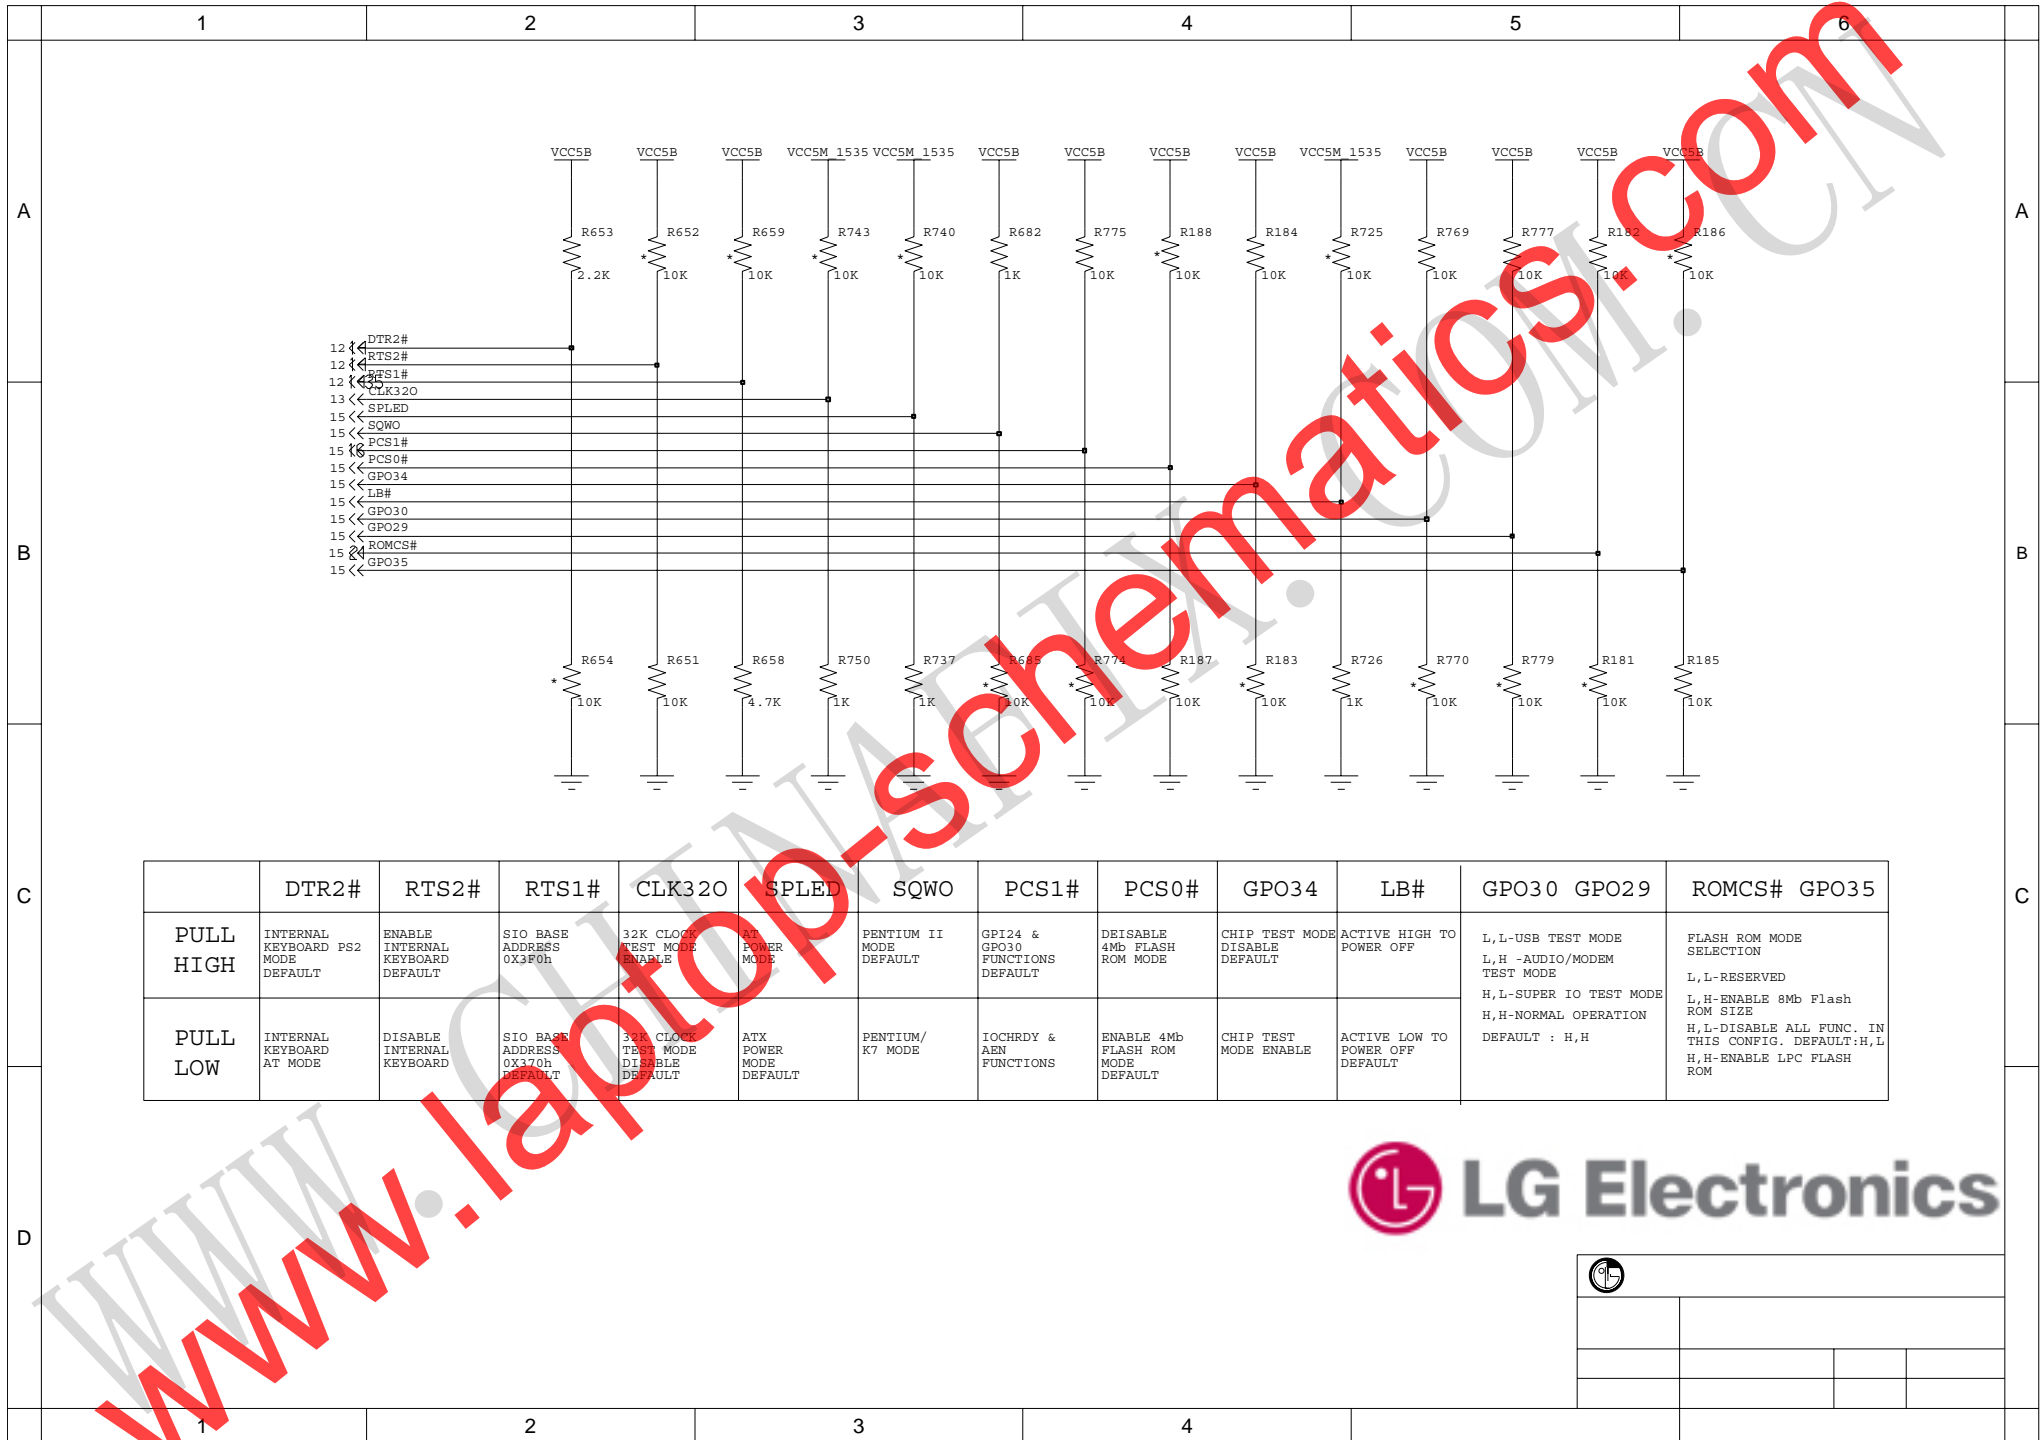 1 2 3 4 5 6
VCC5B VCC5B VCC5B VCC5M_1535 VCC5M_1535 VCC5B VCC5B VCC5B VCC5B VCC5M_1535 VCC5B VCC5B VCC5B VCC5B
A A
R653 R652 R659 R743 R740 R682 R775 R188 R184 R725 R769 R777 R182 R186
* * * * * * *
2.2K 10K 10K 10K 10K 1K 10K 10K 10K 10K 10K 10K 10K 10K
12 DTR2#
12 RTS2#
12 RTS1#
13 CLK32O
15 SPLED
15 SQWO
15 16 PCS1#
15 PCS0#
15 GPO34
15 LB#
15 GPO30
15 GPO29
15 ROMCS#
15 GPO35
B B
R654 R651 R658 R750 R737 R685 R774 R187 R183 R726 R770 R779 R181 R185
* * * * * * *
10K 10K 4.7K 1K 1K 10K 10K 10K 10K 1K 10K 10K 10K 10K
C C
DTR2# RTS2# RTS1# CLK32O SPLED SQWO PCS1# PCS0# GPO34 LB# GPO30 GPO29 ROMCS# GPO35
PULL
HIGH
INTERNAL
KEYBOARD PS2
MODE
DEFAULT
ENABLE
INTERNAL
KEYBOARD
DEFAULT
SIO BASE
ADDRESS
0X3F0h
32K CLOCK
TEST MODE
ENABLE
AT
POWER
MODE
PENTIUM II
MODE
DEFAULT
GPI24 &
GPO30
FUNCTIONS
DEFAULT
DEISABLE
4Mb FLASH
ROM MODE
CHIP TEST MODE
DISABLE
DEFAULT
ACTIVE HIGH TO
POWER OFF
L,L-USB TEST MODE
L,H -AUDIO/MODEM
TEST MODE
H,L-SUPER IO TEST MODE
H,H-NORMAL OPERATION
DEFAULT : H,H
FLASH ROM MODE
SELECTION
L,L-RESERVED
L,H-ENABLE 8Mb Flash
ROM SIZE
H,L-DISABLE ALL FUNC. IN
THIS CONFIG. DEFAULT:H,L
H,H-ENABLE LPC FLASH
ROM
PULL
LOW
INTERNAL
KEYBOARD
AT MODE
DISABLE
INTERNAL
KEYBOARD
SIO BASE
ADDRESS
0X370h
DEFAULT
32K CLOCK
TEST MODE
DISABLE
DEFAULT
ATX
POWER
MODE
DEFAULT
PENTIUM/
K7 MODE
IOCHRDY &
AEN
FUNCTIONS
ENABLE 4Mb
FLASH ROM
MODE
DEFAULT
CHIP TEST
MODE ENABLE
ACTIVE LOW TO
POWER OFF
DEFAULT
LG Electronics
D
WWW.CHINAFIX.COM.CN
www.laptop-schematics.com
1 2 3 4